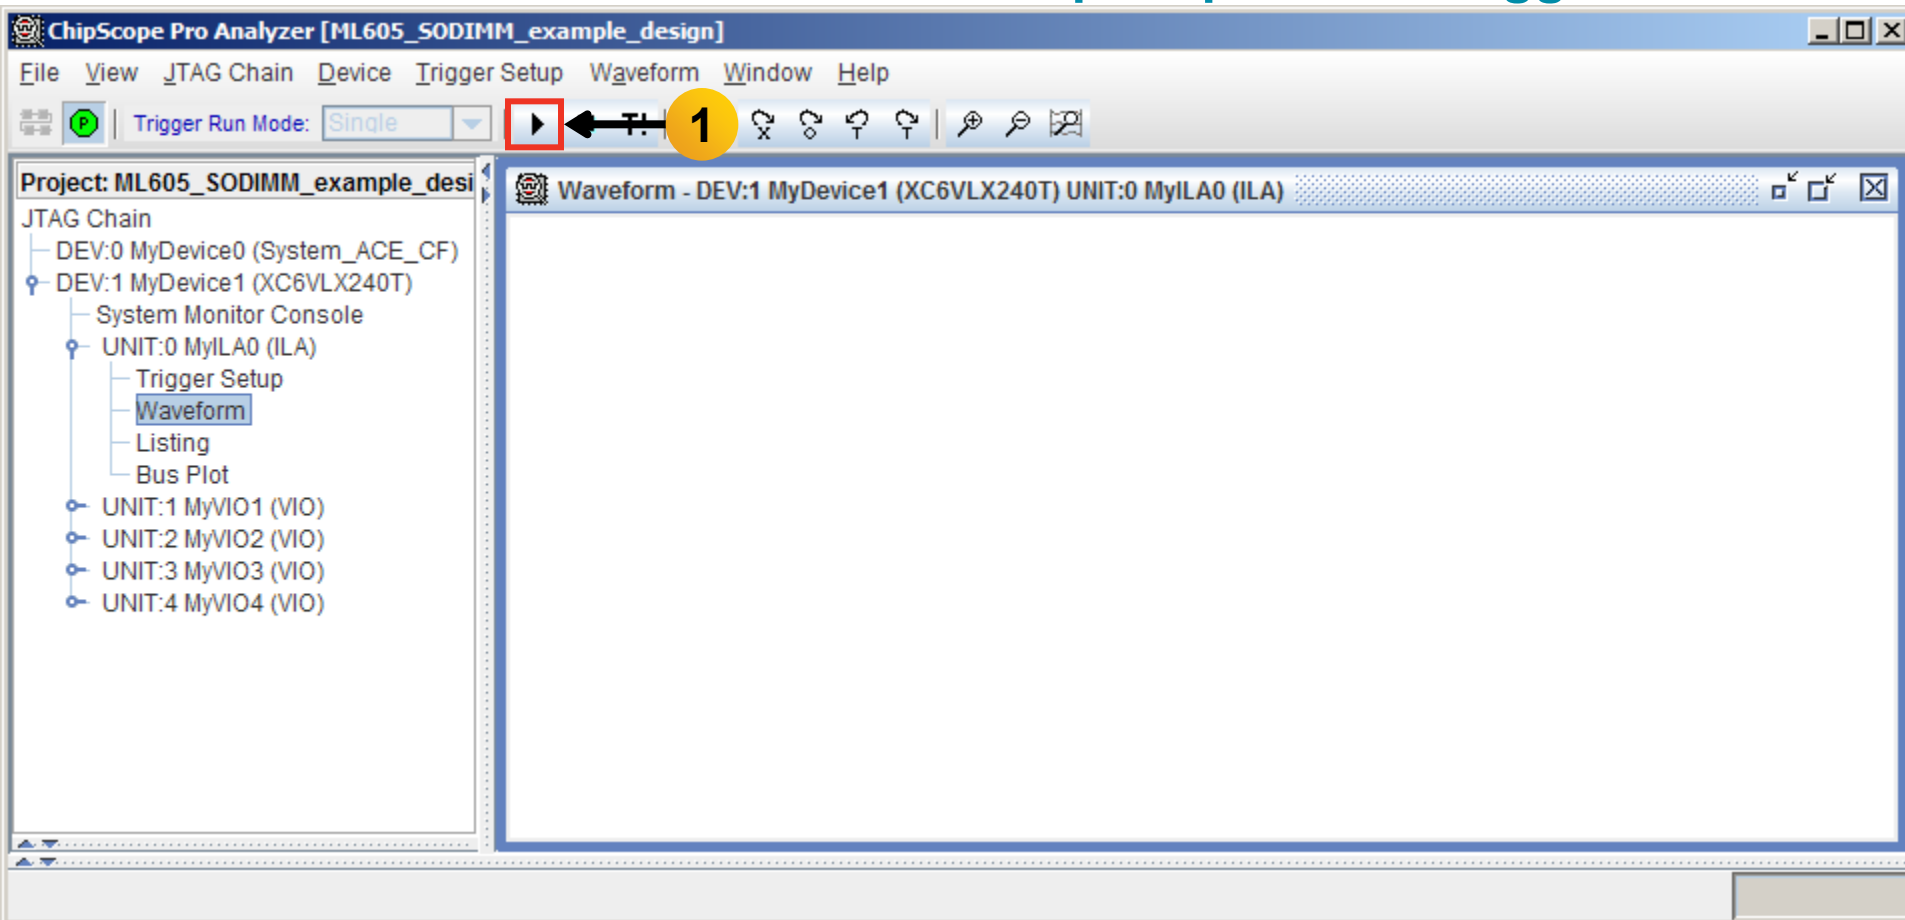 ChipScope Pro Analyzer [ML605_SODIMM_example_design]
File View JTAG Chain Device Trigger Setup Waveform Window Help
Trigger Run Mode: Single T! 1
Project: ML605_SODIMM_example_desi
Waveform - DEV:1 MyDevice1 (XC6VLX240T) UNIT:0 MyILA0 (ILA)
JTAG Chain
DEV:0 MyDevice0 (System_ACE_CF)
DEV:1 MyDevice1 (XC6VLX240T)
System Monitor Console
UNIT:0 MyILA0 (ILA)
Trigger Setup
Waveform
Listing
Bus Plot
UNIT:1 MyVIO1 (VIO)
UNIT:2 MyVIO2 (VIO)
UNIT:3 MyVIO3 (VIO)
UNIT:4 MyVIO4 (VIO)